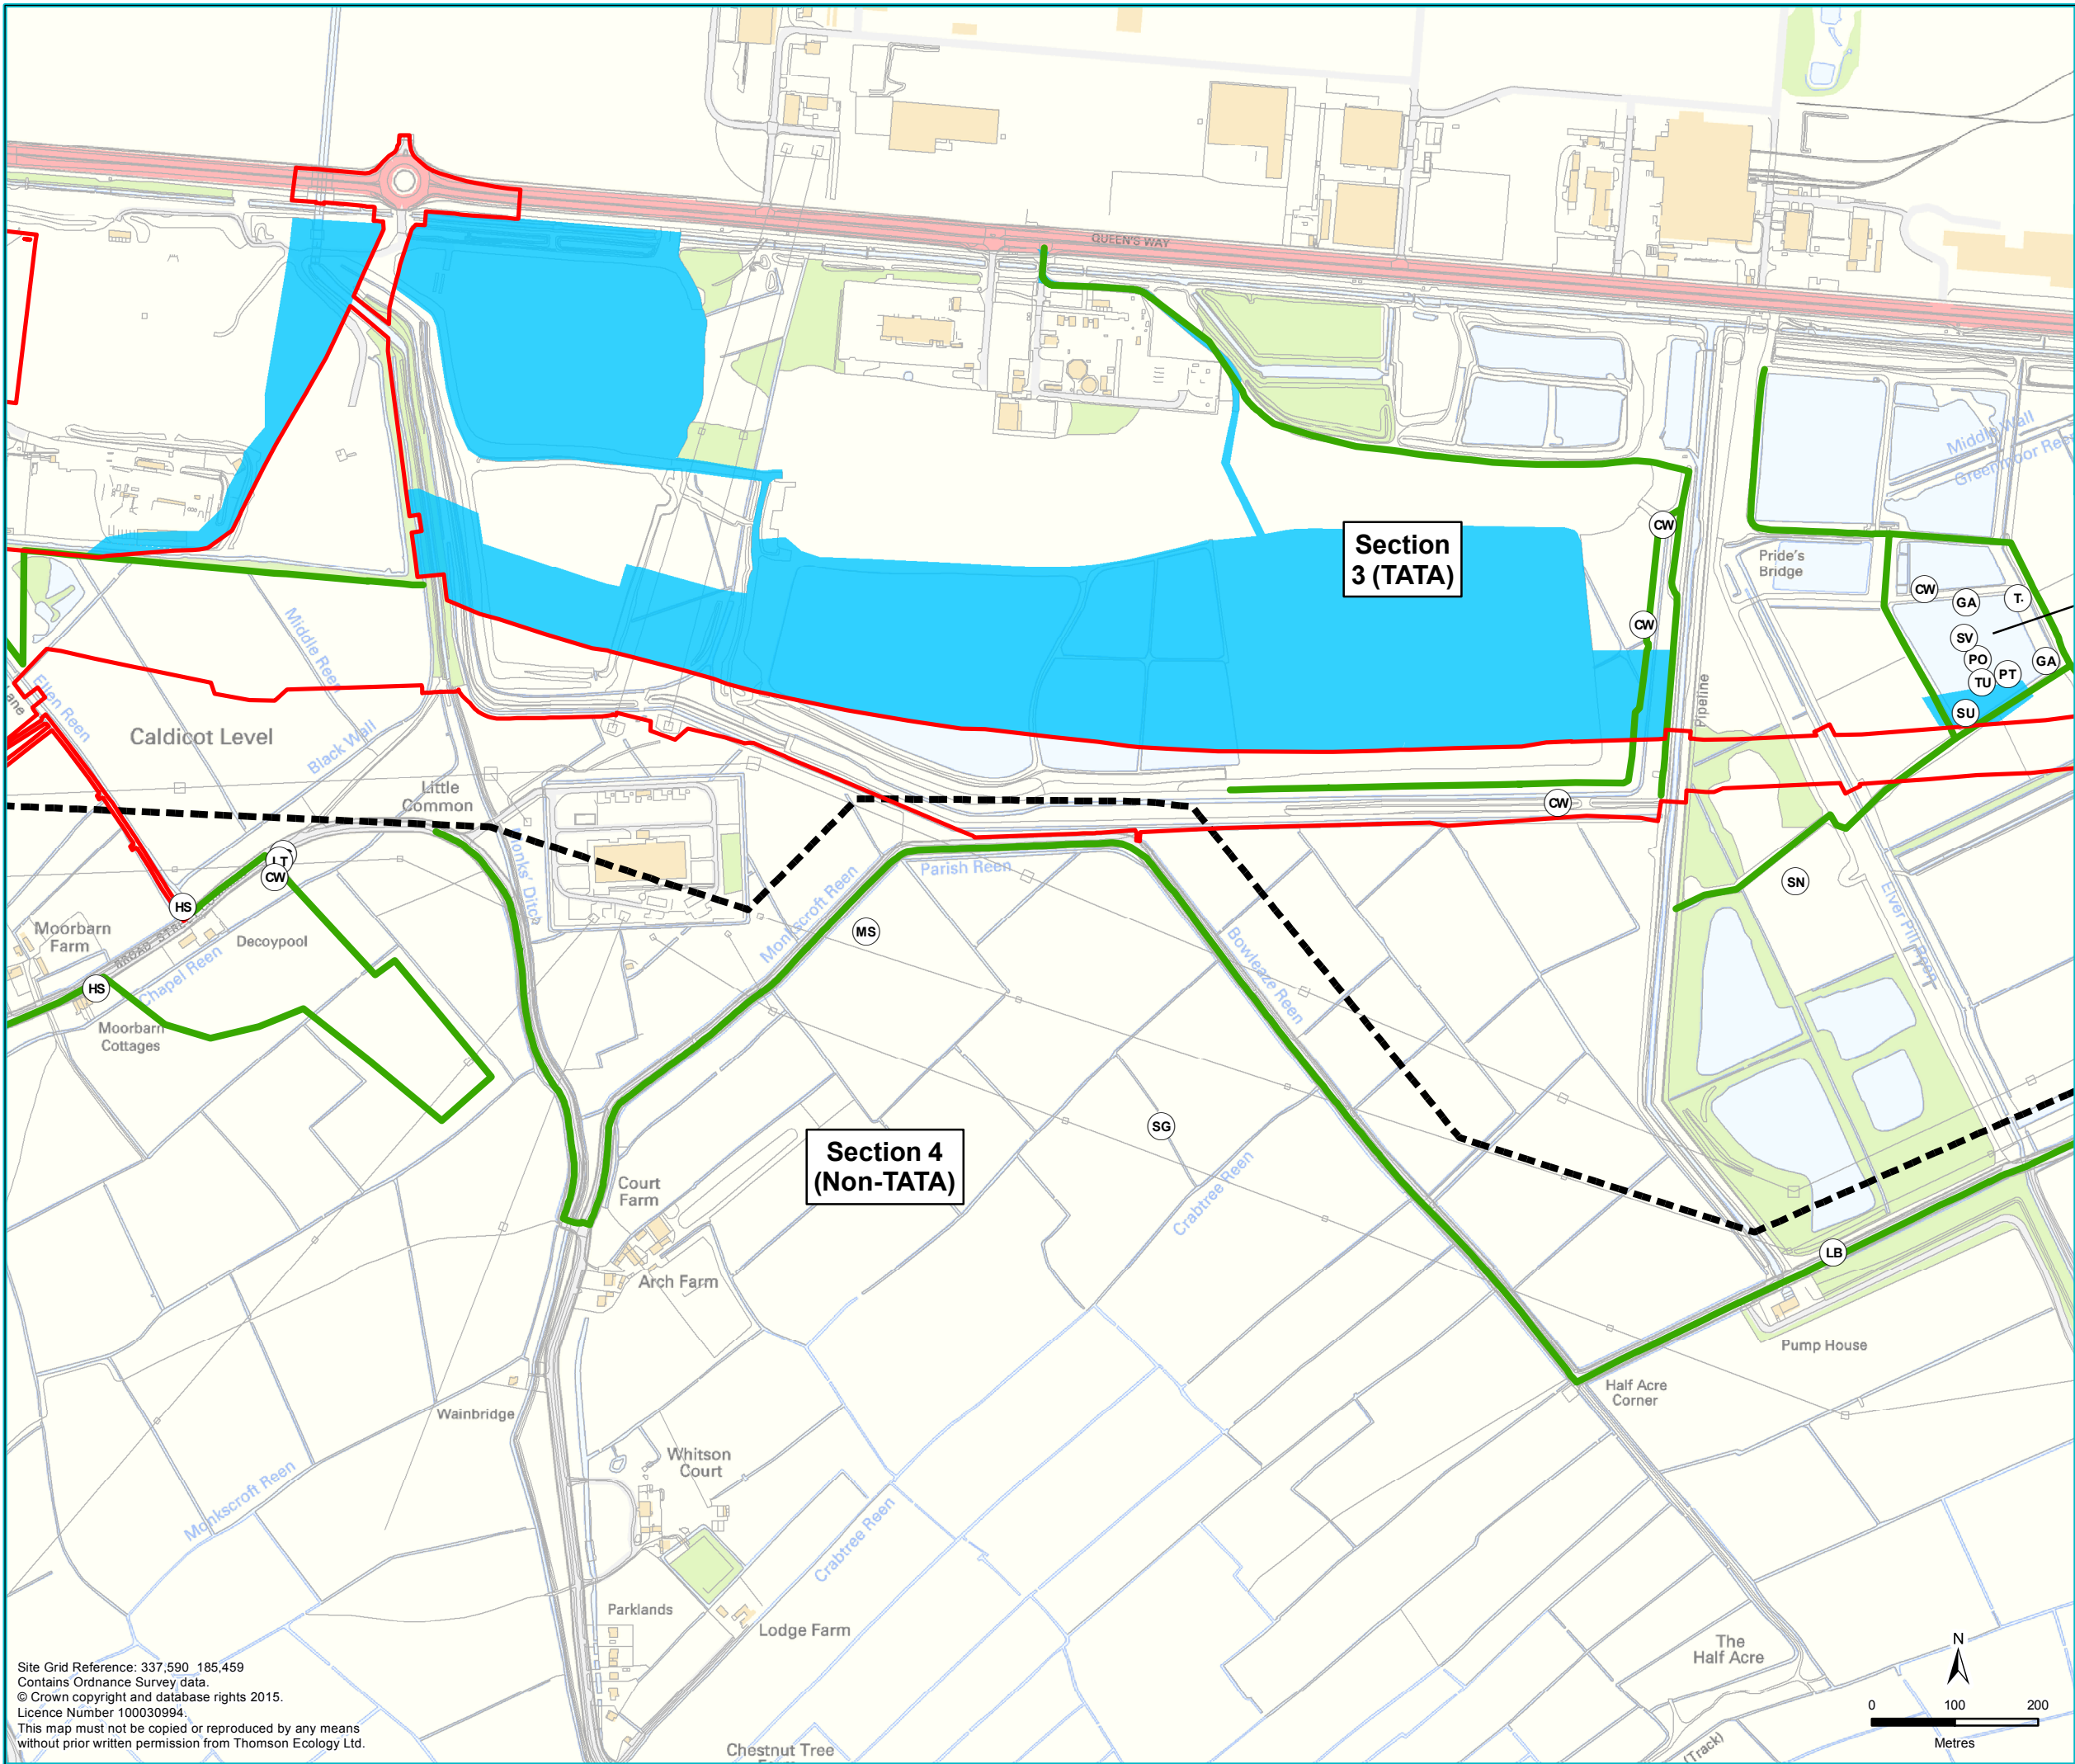 QUEEN'S WAY
Middle Wall
Section
3 (TATA)
CW
Pride's
Bridge
CW
GA
T.
CW
SV
PO
GA
PT
TU
SU
Pipeline
Middle Reen
Ellen Reen
Caldicot Level
Black Wall
Little
Common
CW
Monks' Ditch
Parish Reen
LT
CW
HS
Moorbarn
Farm
Decoypool
Monkscroft Reen
MS
SN
Elver Pill Reen
Bowleaze Reen
Chapel Reen
HS
Moorbarn
Cottages
SG
Section 4
(Non-TATA)
Court
Farm
Crabtree Reen
LB
Arch Farm
Pump House
Half Acre
Corner
Wainbridge
Whitson
Court
Monkscroft Reen
Crabtree Reen
Parklands
Lodge Farm
The
Half Acre
N
Site Grid Reference: 337,590 185,459
Contains Ordnance Survey data.
© Crown copyright and database rights 2015.
Licence Number 100030994.
This map must not be copied or reproduced by any means
without prior written permission from Thomson Ecology Ltd.
0 100 200
Metres
Chestnut Tree
(Track)